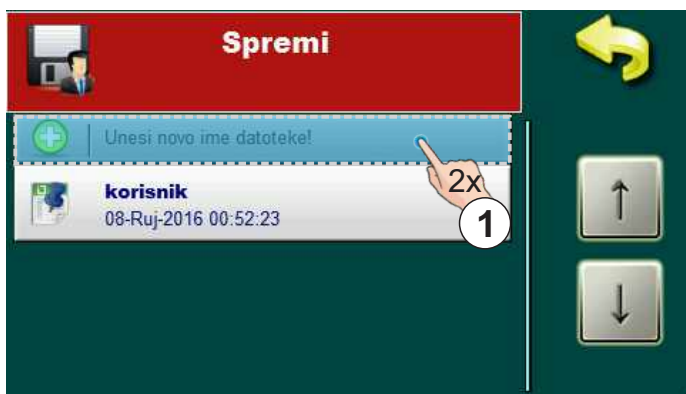 Spremi
Unesi novo ime datoteke!
korisnik
08-Ruj-2016 00:52:23
2x
1